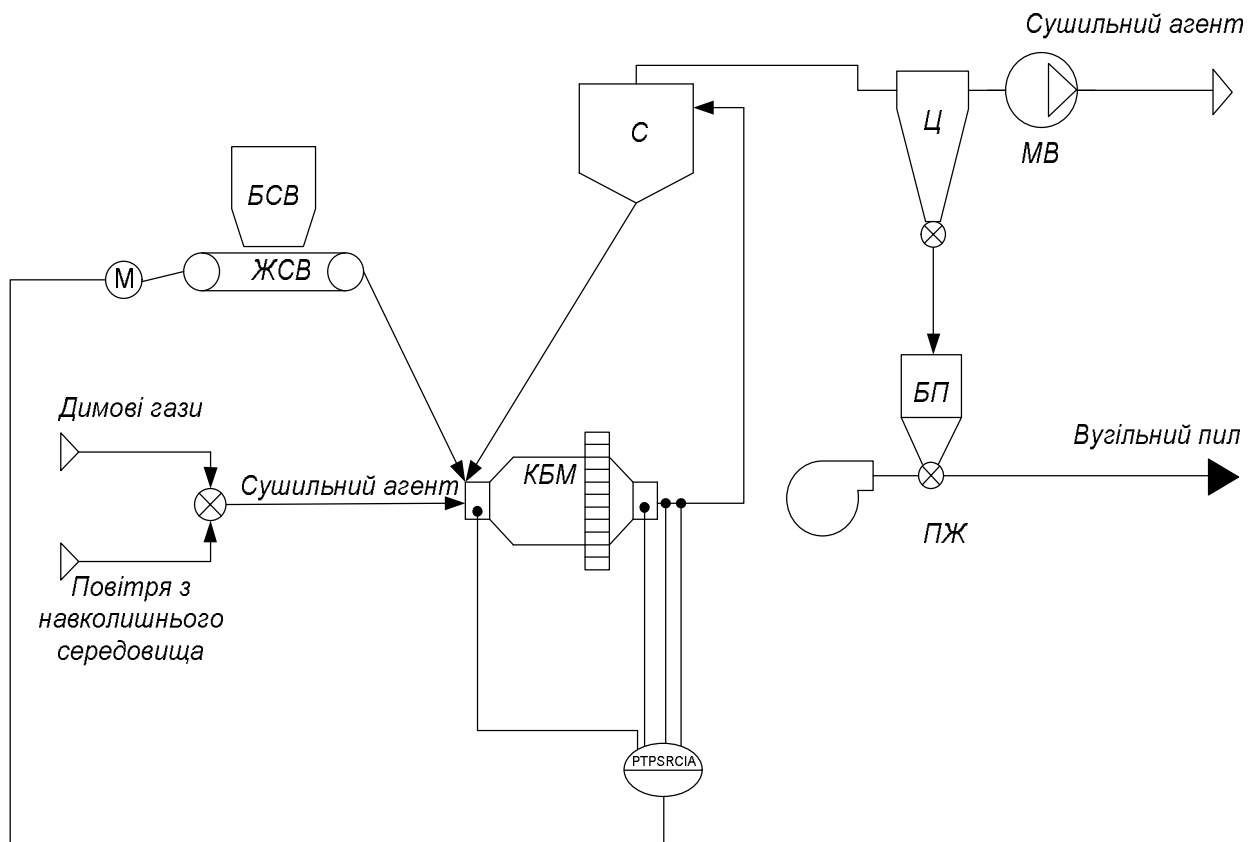 Сушильний агент
С
Ц
МВ
БСВ
ЖСВ
М
БП
Димові гази
Вугільний пил
КБМ
Сушильний агент
ПЖ
Повітря з
навколишнього
середовища
PTPSRCIA